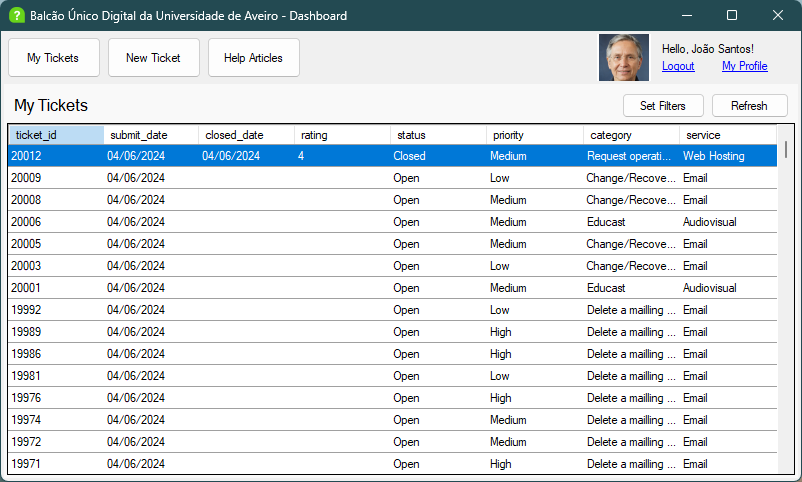 Balcão Único Digital da Universidade de Aveiro - Dashboard
My Tickets New Ticket Help Articles Hello, João Santos!
Logout My Profile
My Tickets Set Filters Refresh
ticket_id submit_date closed_date rating status priority category service
20012 04/06/2024 04/06/2024 4 Closed Medium Request operati... Web Hosting
20009 04/06/2024 Open Low Change/Recove... Email
20008 04/06/2024 Open Medium Change/Recove... Email
20006 04/06/2024 Open Medium Educast Audiovisual
20005 04/06/2024 Open Medium Change/Recove... Email
20003 04/06/2024 Open Low Change/Recove... Email
20001 04/06/2024 Open Medium Educast Audiovisual
19992 04/06/2024 Open Low Delete a mailling ... Email
19989 04/06/2024 Open High Delete a mailling ... Email
19986 04/06/2024 Open High Delete a mailling ... Email
19981 04/06/2024 Open Low Delete a mailling ... Email
19976 04/06/2024 Open High Delete a mailling ... Email
19974 04/06/2024 Open Medium Delete a mailling ... Email
19972 04/06/2024 Open Medium Delete a mailling ... Email
19971 04/06/2024 Open High Delete a mailling ... Email